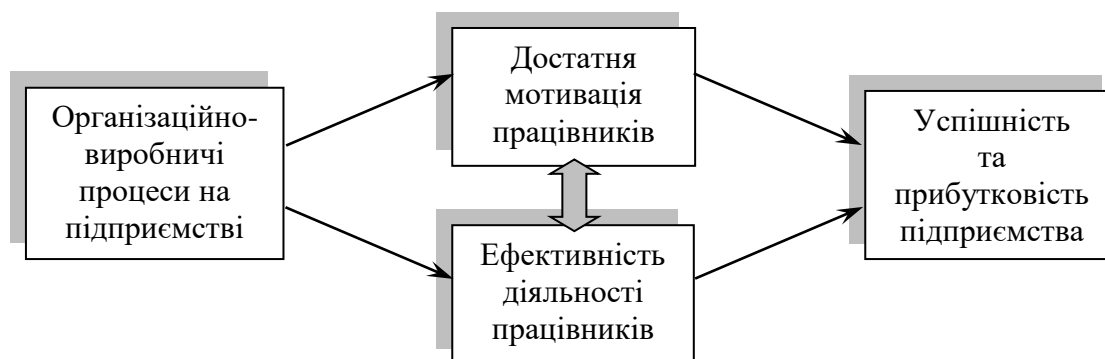 Організаційно-
виробничі
процеси на
підприємстві
Достатня
мотивація
працівників
Ефективність
діяльності
працівників
Успішність
та
прибутковість
підприємства